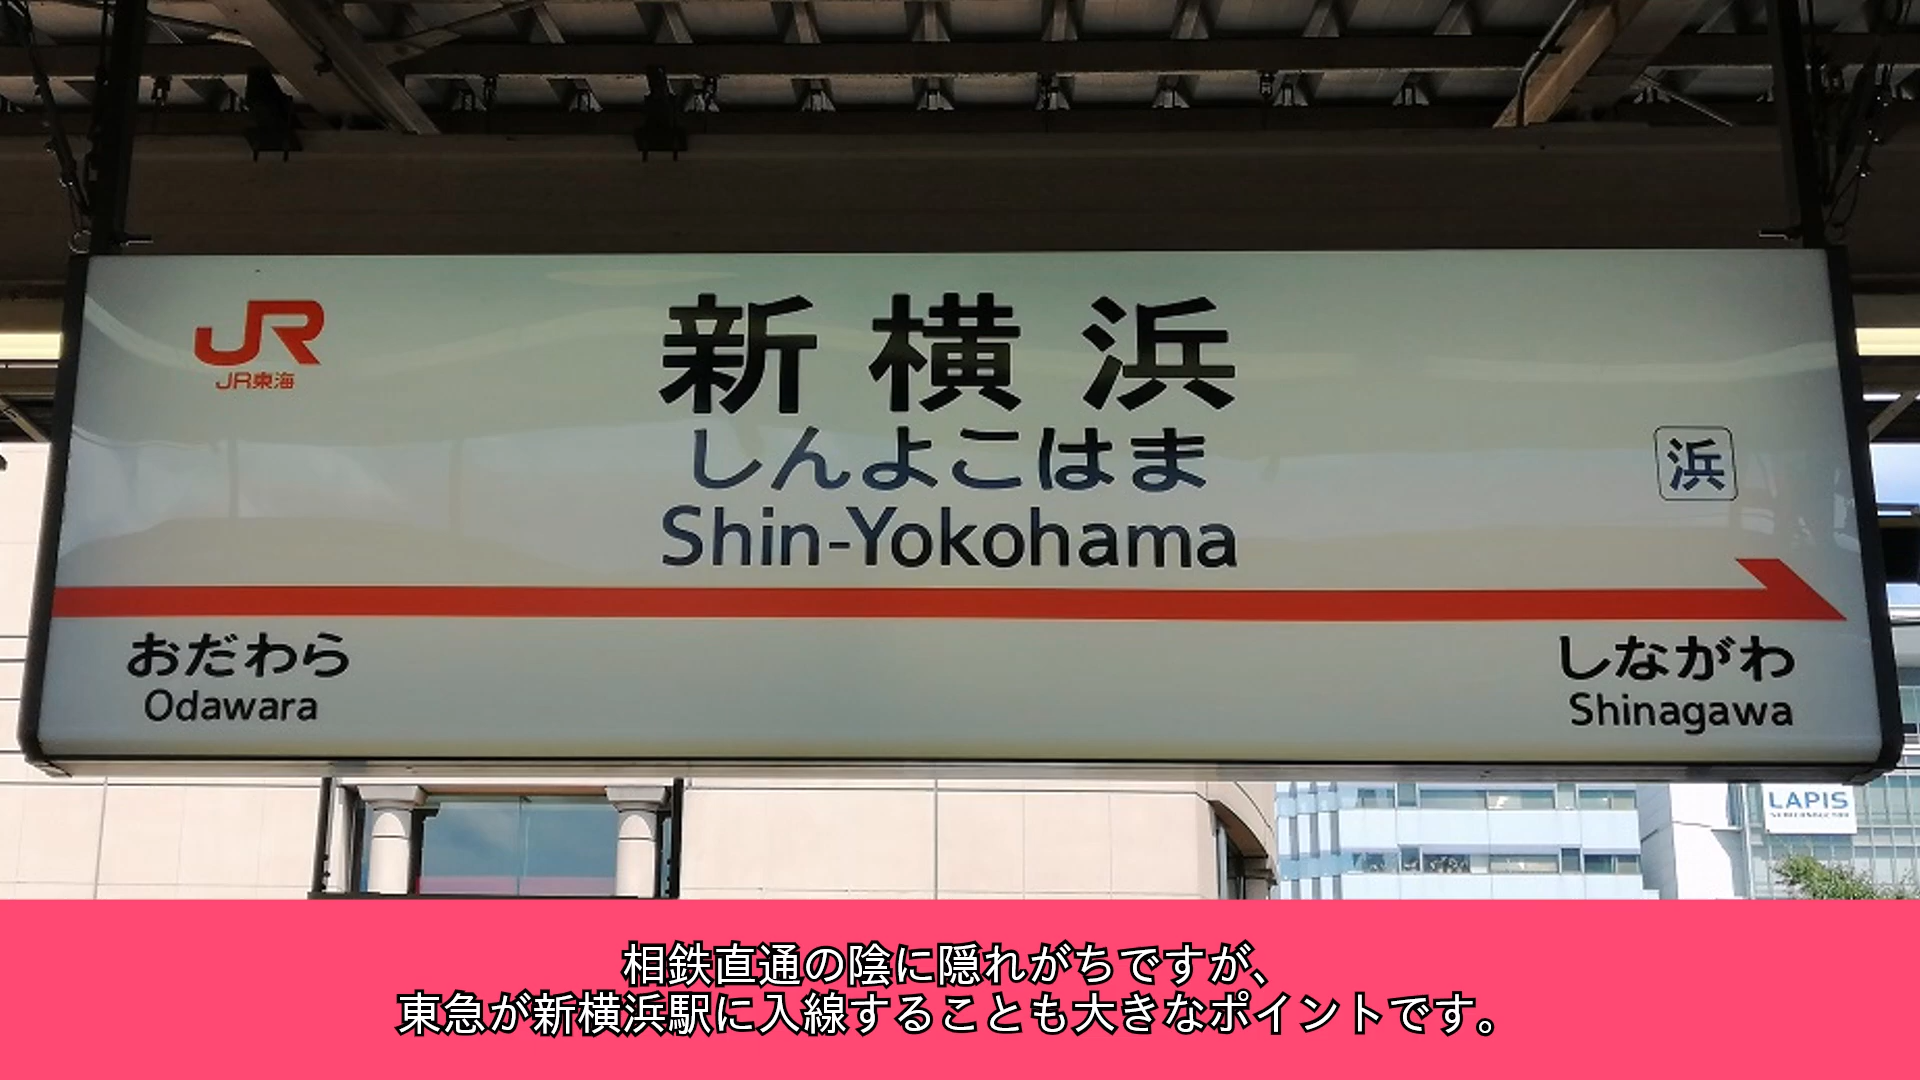 JR
JR東海
新横浜
しんよこはま
Shin-Yokohama
浜
おだわら
Odawara
しながわ
Shinagawa
LAPIS
相鉄直通の陰に隠れがちですが、
東急が新横浜駅に入線することも大きなポイントです。